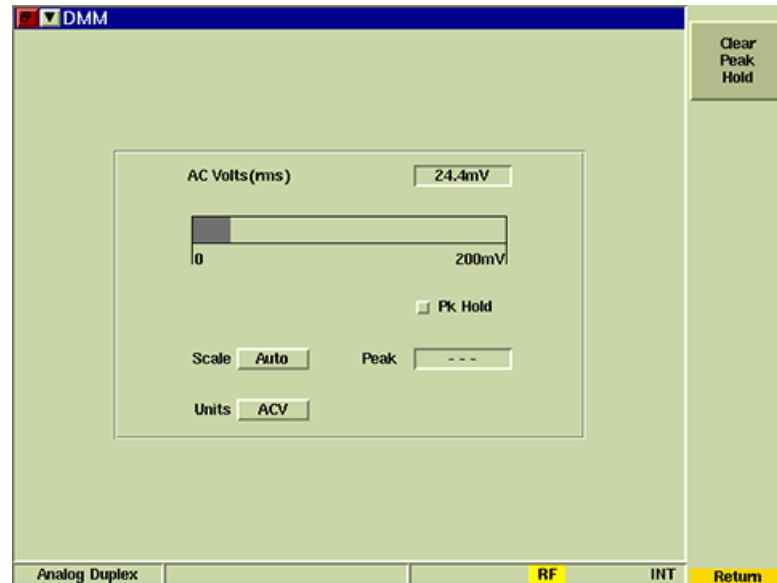 DMM
Clear
Peak
Hold
AC Volts(rms) 24.4mV
0 200mV
Pk Hold
Scale Auto Peak - - -
Units ACV
Analog Duplex RF INT Return